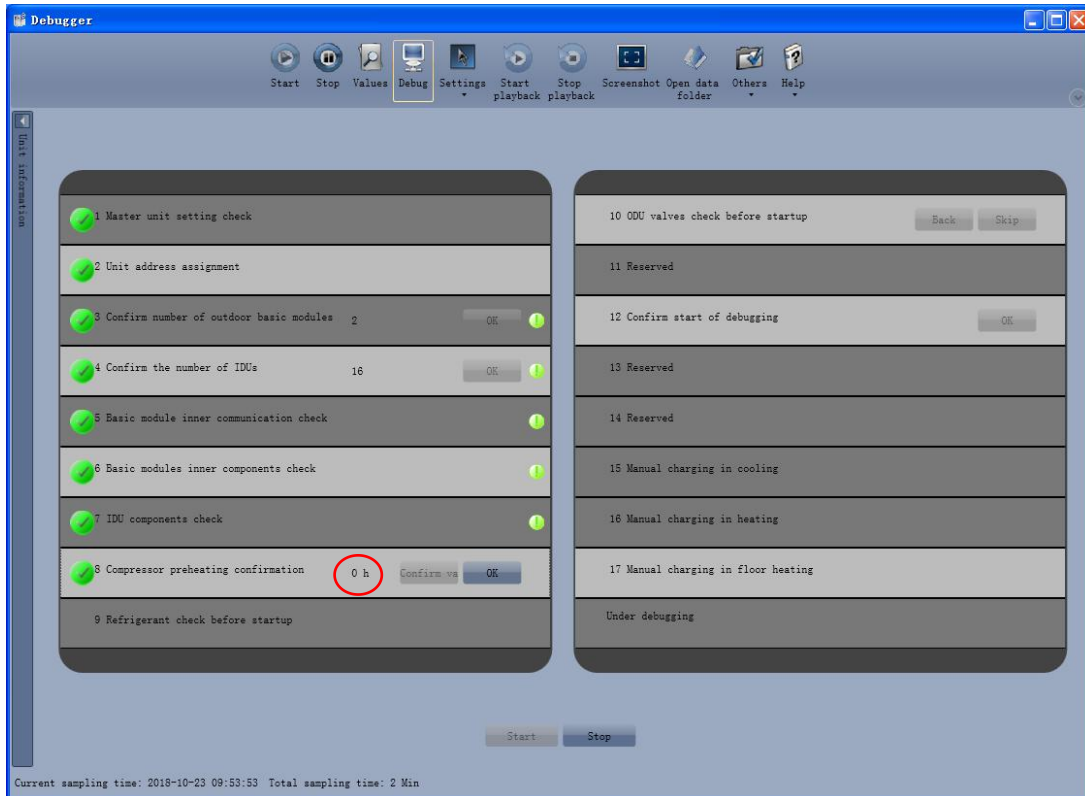 Debugger
Start Stop Values Debug Settings Start playback Stop playback Screenshot Open data folder Others Help
Unit information
1 Master unit setting check
2 Unit address assignment
3 Confirm number of outdoor basic modules 2 OK
4 Confirm the number of IDUs 16 OK
5 Basic module inner communication check
6 Basic modules inner components check
7 IDU components check
8 Compressor preheating confirmation 0 h Confirm va OK
9 Refrigerant check before startup
10 ODU valves check before startup Back Skip
11 Reserved
12 Confirm start of debugging OK
13 Reserved
14 Reserved
15 Manual charging in cooling
16 Manual charging in heating
17 Manual charging in floor heating
Under debugging
Start Stop
Current sampling time: 2018-10-23 09:53:53 Total sampling time: 2 Min